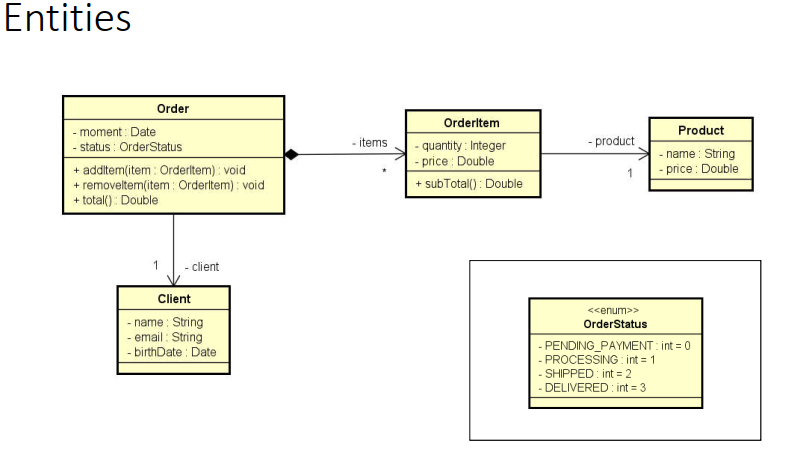 Entities
Order
- moment : Date
- status : OrderStatus
+ addItem(item : OrderItem) : void
+ removeItem(item : OrderItem) : void
+ total() : Double
- items
*
OrderItem
- quantity : Integer
- price : Double
+ subTotal() : Double
- product
1
Product
- name : String
- price : Double
1
- client
Client
- name : String
- email : String
- birthDate : Date
<<enum>>
OrderStatus
- PENDING_PAYMENT : int = 0
- PROCESSING : int = 1
- SHIPPED : int = 2
- DELIVERED : int = 3